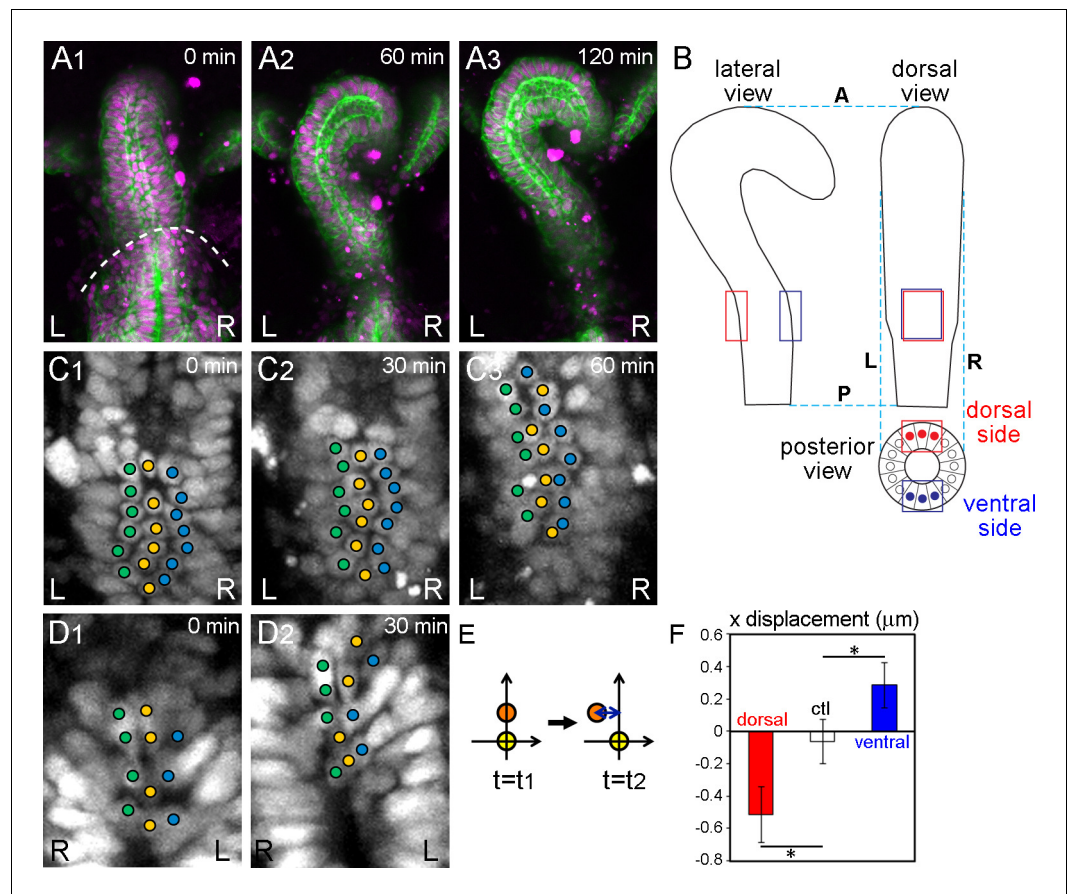 A1 0 min
L R
A2 60 min
L R
A3 120 min
L R
B
lateral view
dorsal view
A
L R
P
dorsal side
posterior view
ventral side
C1 0 min
L R
C2 30 min
L R
C3 60 min
L R
D1 0 min
R L
D2 30 min
R L
E
t=t1 t=t2
F
x displacement (μm)
0.6
0.4
0.2
0
-0.2
-0.4
-0.6
-0.8
dorsal
ctl
ventral
*
*